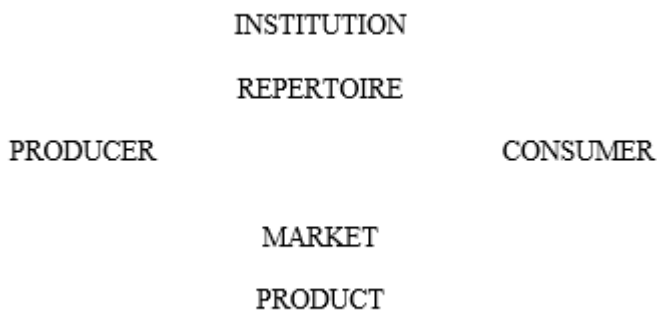 INSTITUTION
REPERTOIRE
PRODUCER CONSUMER
MARKET
PRODUCT